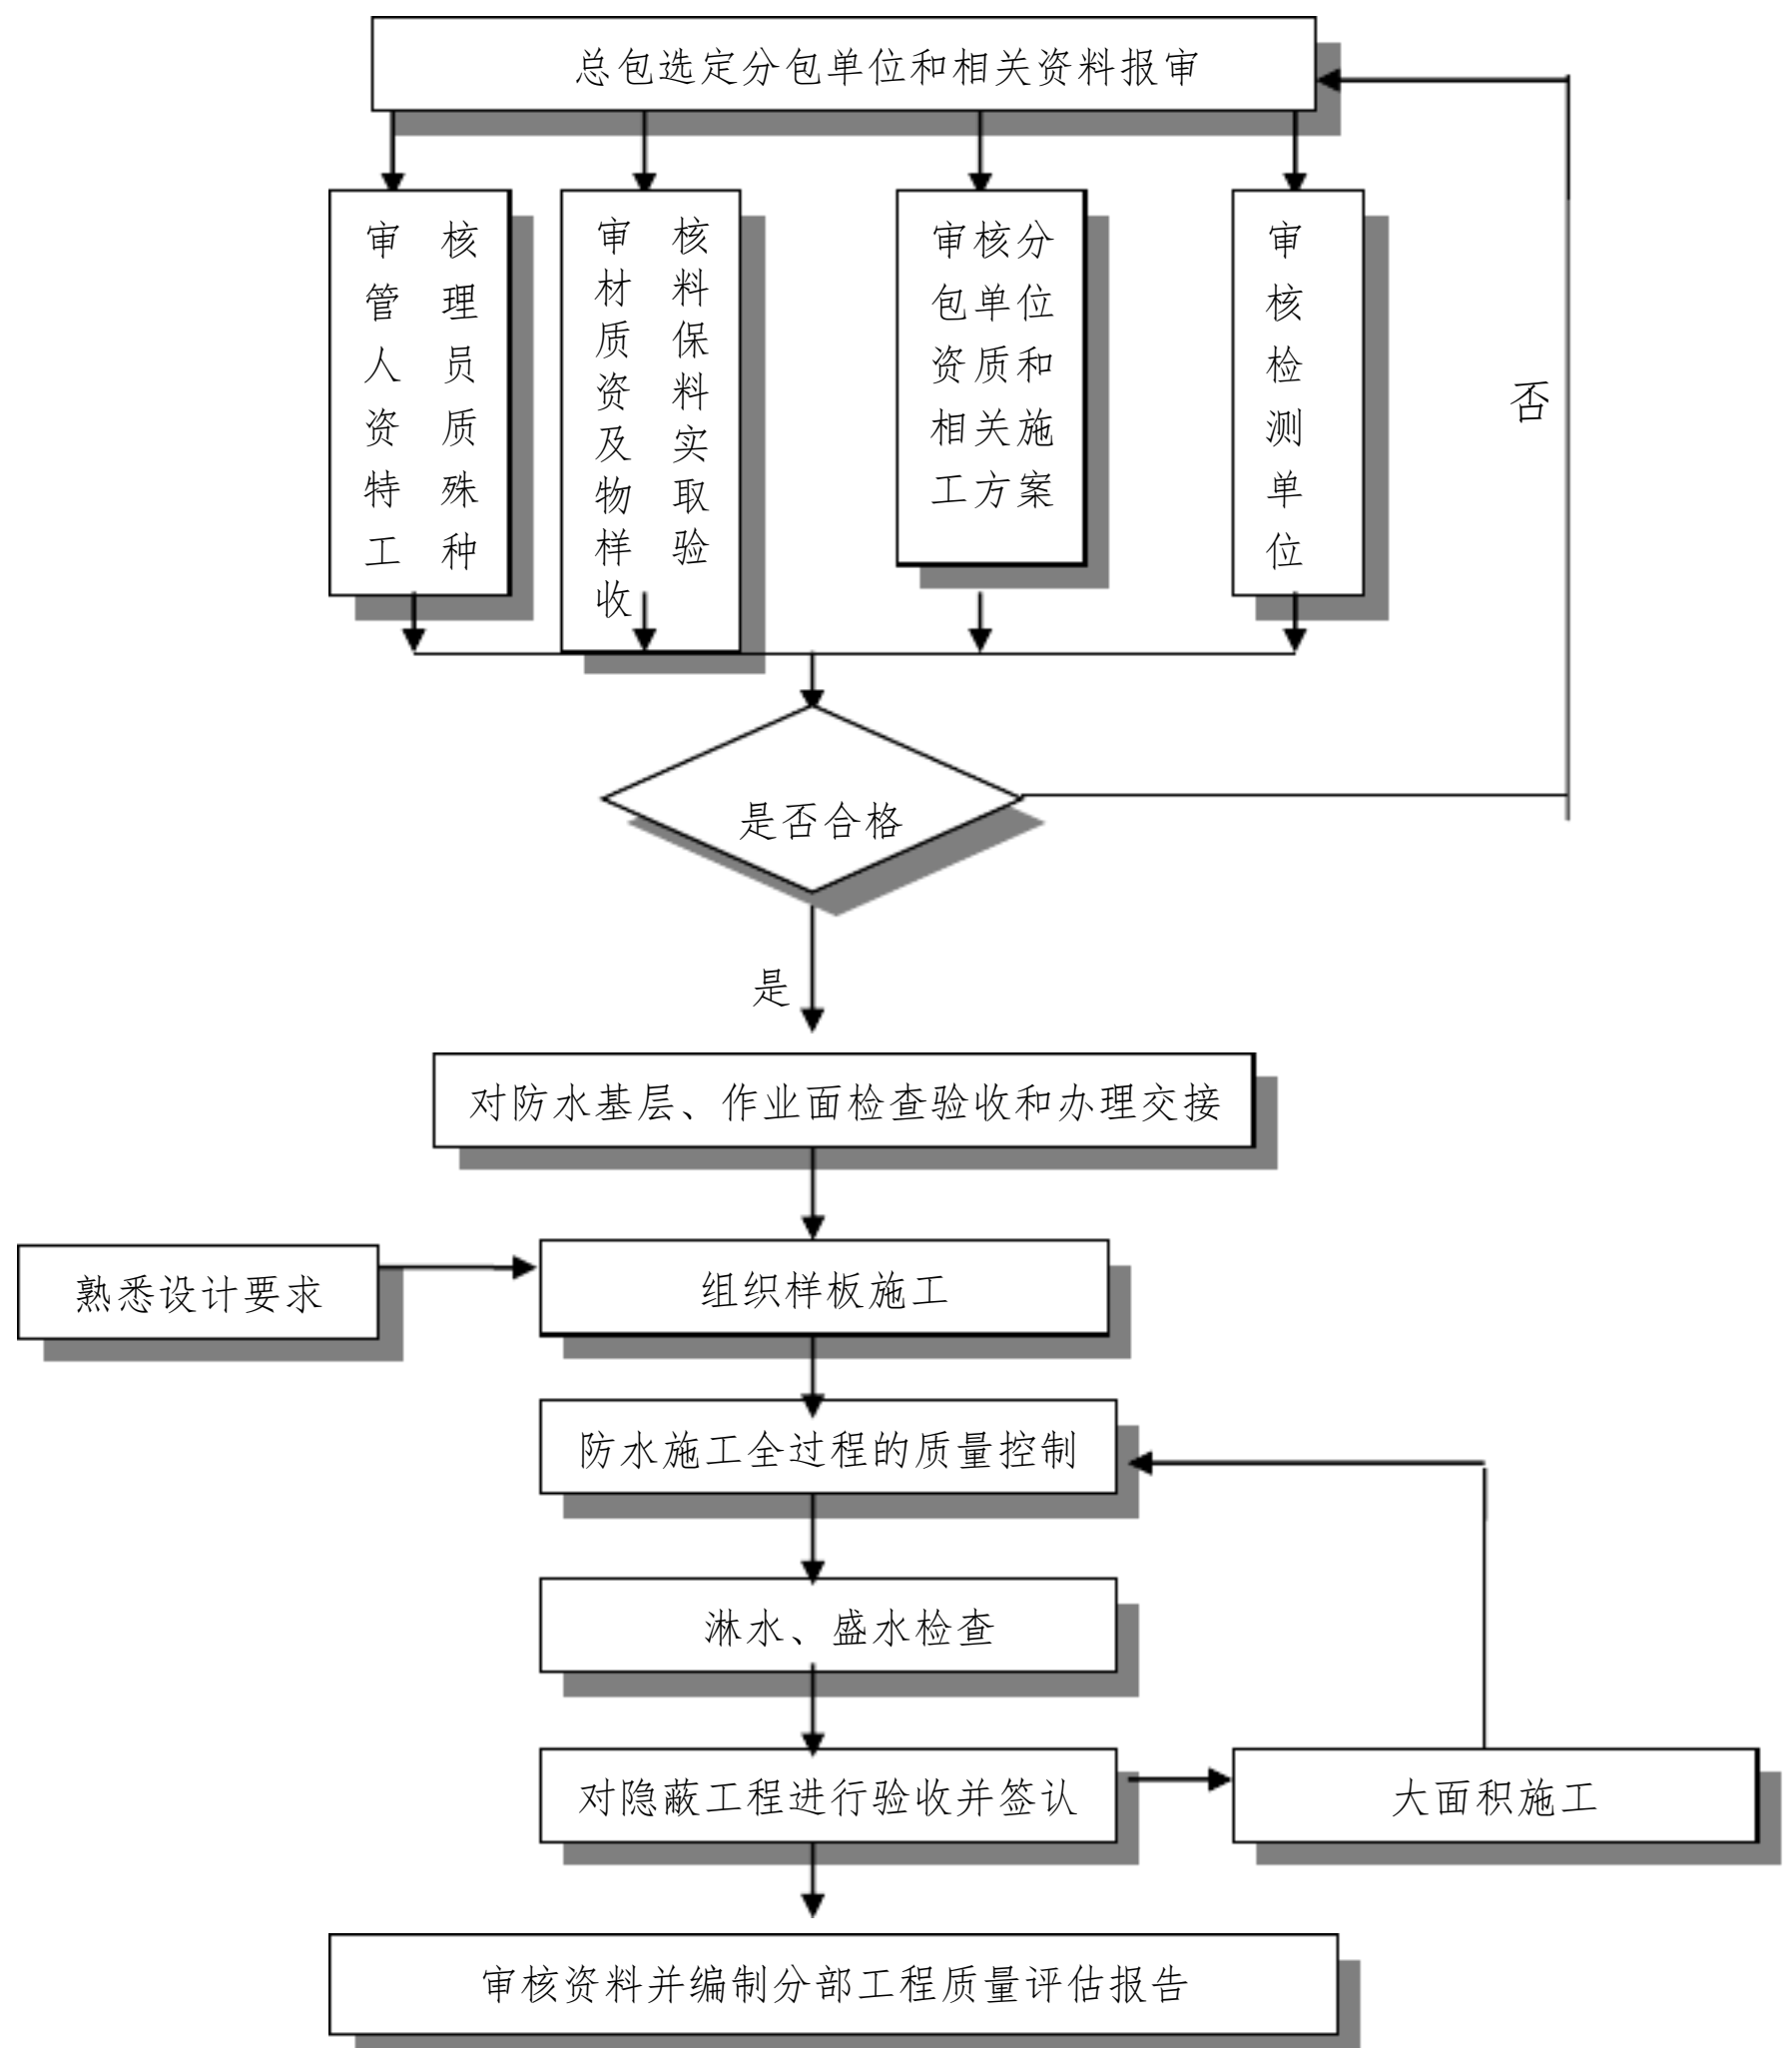 总包选定分包单位和相关资料报审
审核
管理
人员
资质
特殊
工种
审核
材料
质保
资料
及实
物取
样验
收
审核分
包单位
资质和
相关施
工方案
审
核
检
测
单
位
否
是否合格
是
对防水基层、作业面检查验收和办理交接
熟悉设计要求
组织样板施工
防水施工全过程的质量控制
淋水、盛水检查
对隐蔽工程进行验收并签认
大面积施工
审核资料并编制分部工程质量评估报告